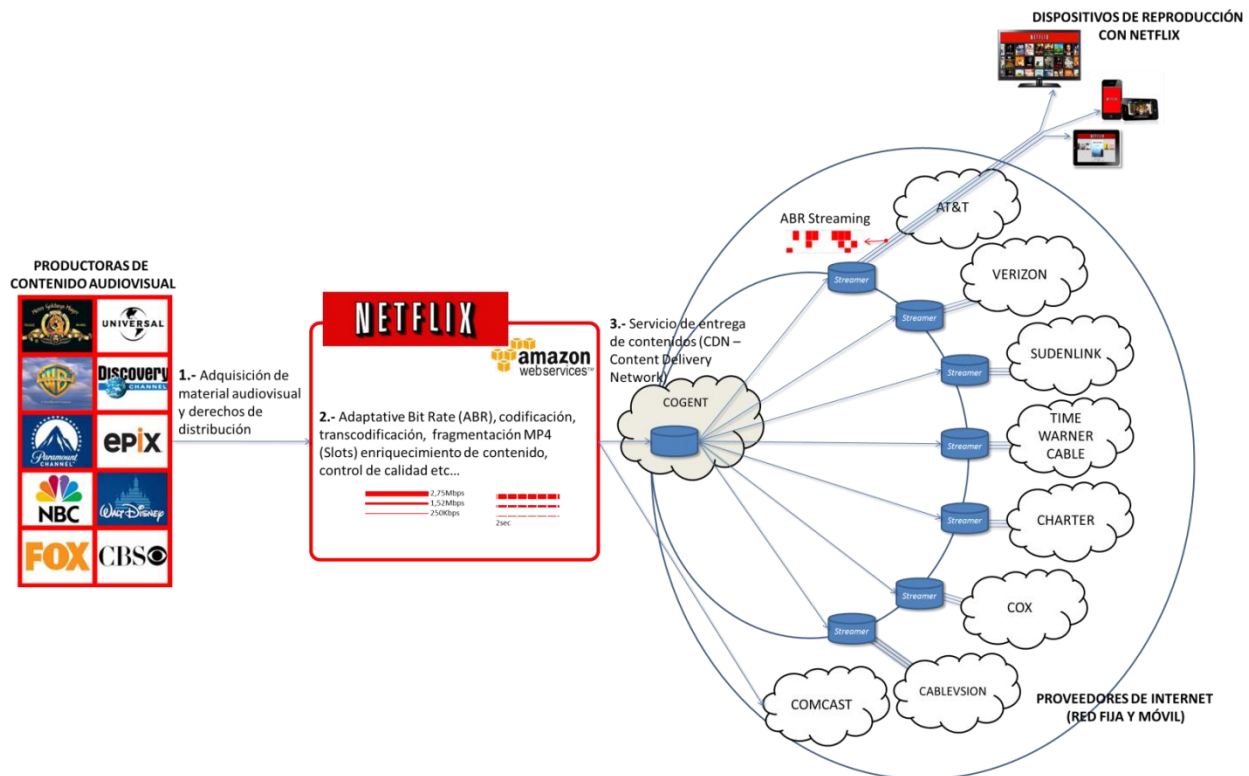 DISPOSITIVOS DE REPRODUCCIÓN
CON NETFLIX
NETFLIX
NETFLIX
AT&T
ABR Streaming
VERIZON
Streamer
Streamer
PRODUCTORAS DE
CONTENIDO AUDIOVISUAL
UNIVERSAL
DISCOVERY
CHANNEL
Paramount
CHANNEL
epix
NBC
WALT DISNEY
FOX
CBS
1.- Adquisición de
material audiovisual
y derechos de
distribución
NETFLIX
amazon
webservices™
2.- Adaptative Bit Rate (ABR), codificación,
transcodificación, fragmentación MP4
(Slots) enriquecimiento de contenido,
control de calidad etc...
2,75Mbps
1,52Mbps
250Kbps
2sec
3.- Servicio de entrega
de contenidos (CDN –
Content Delivery
Network)
COGENT
Streamer
SUDENLINK
Streamer
TIME
WARNER
CABLE
Streamer
CHARTER
Streamer
COX
Streamer
CABLEVSION
COMCAST
PROVEEDORES DE INTERNET
(RED FIJA Y MÓVIL)